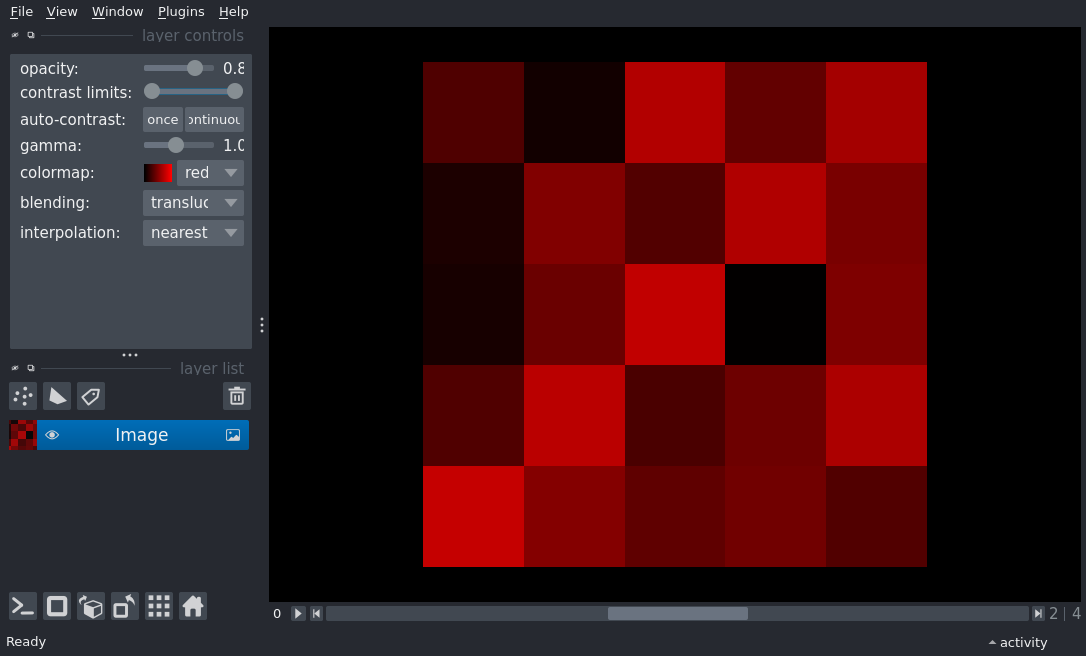 File View Window Plugins Help
layer controls
opacity: 0.8
contrast limits:
auto-contrast: once ontinuou
gamma: 1.0
colormap: red
blending: transluc
interpolation: nearest
layer list
Image
0 2 | 4
Ready activity